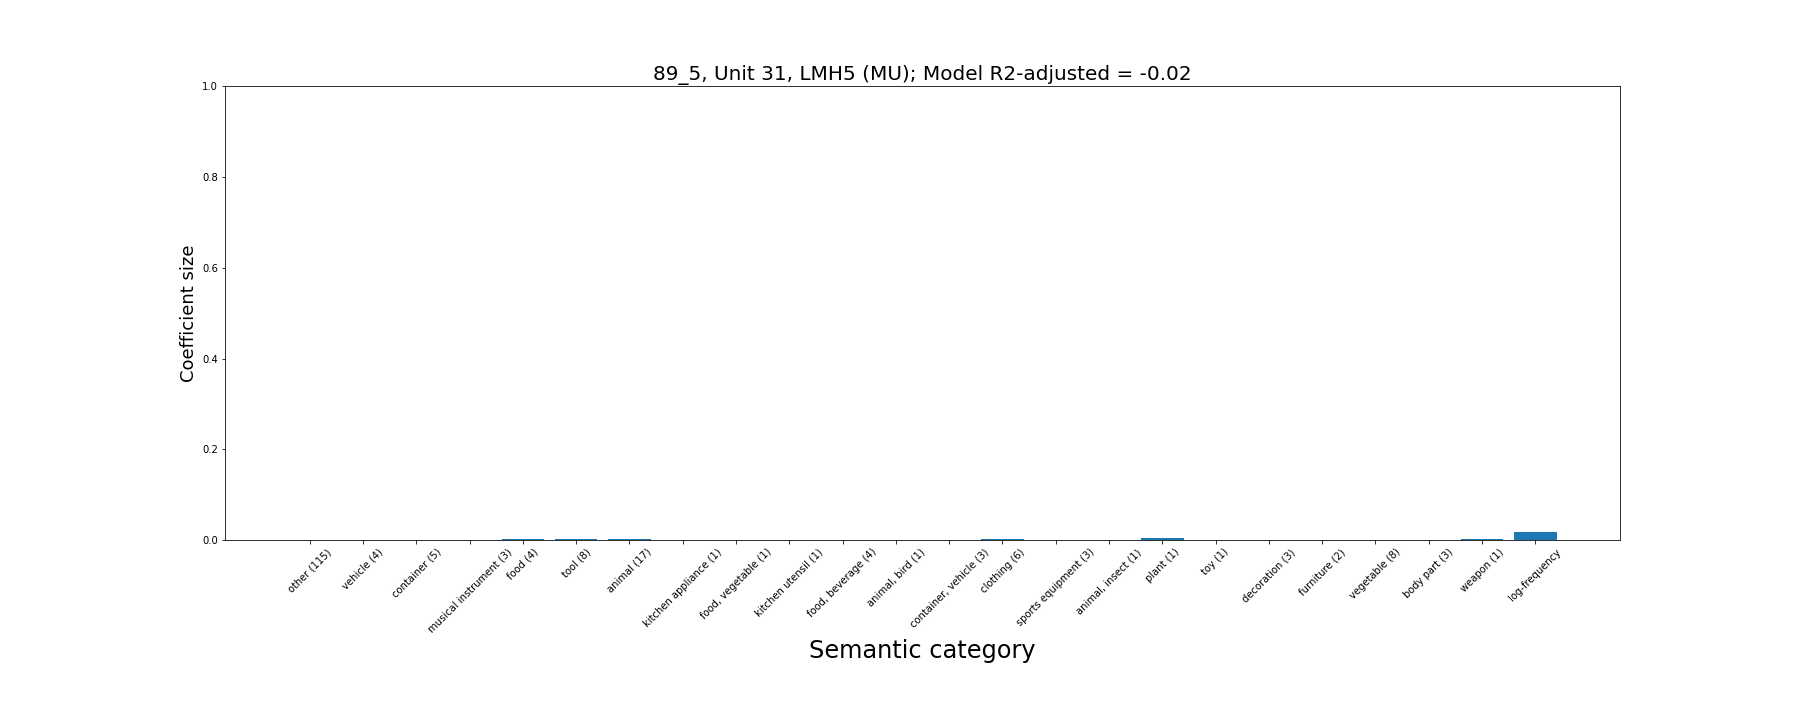 89_5, Unit 31, LMH5 (MU); Model R2-adjusted = -0.02
1.0
0.8
0.6
0.4
0.2
0.0
Coefficient size
other (115)
vehicle (4)
container (5)
musical instrument (3)
food (4)
tool (8)
animal (17)
kitchen appliance (1)
food, vegetable (1)
kitchen utensil (1)
food, beverage (4)
animal, bird (1)
container, vehicle (3)
clothing (6)
sports equipment (3)
animal, insect (1)
plant (1)
toy (1)
decoration (3)
furniture (2)
vegetable (8)
body part (3)
weapon (1)
log-frequency
Semantic category